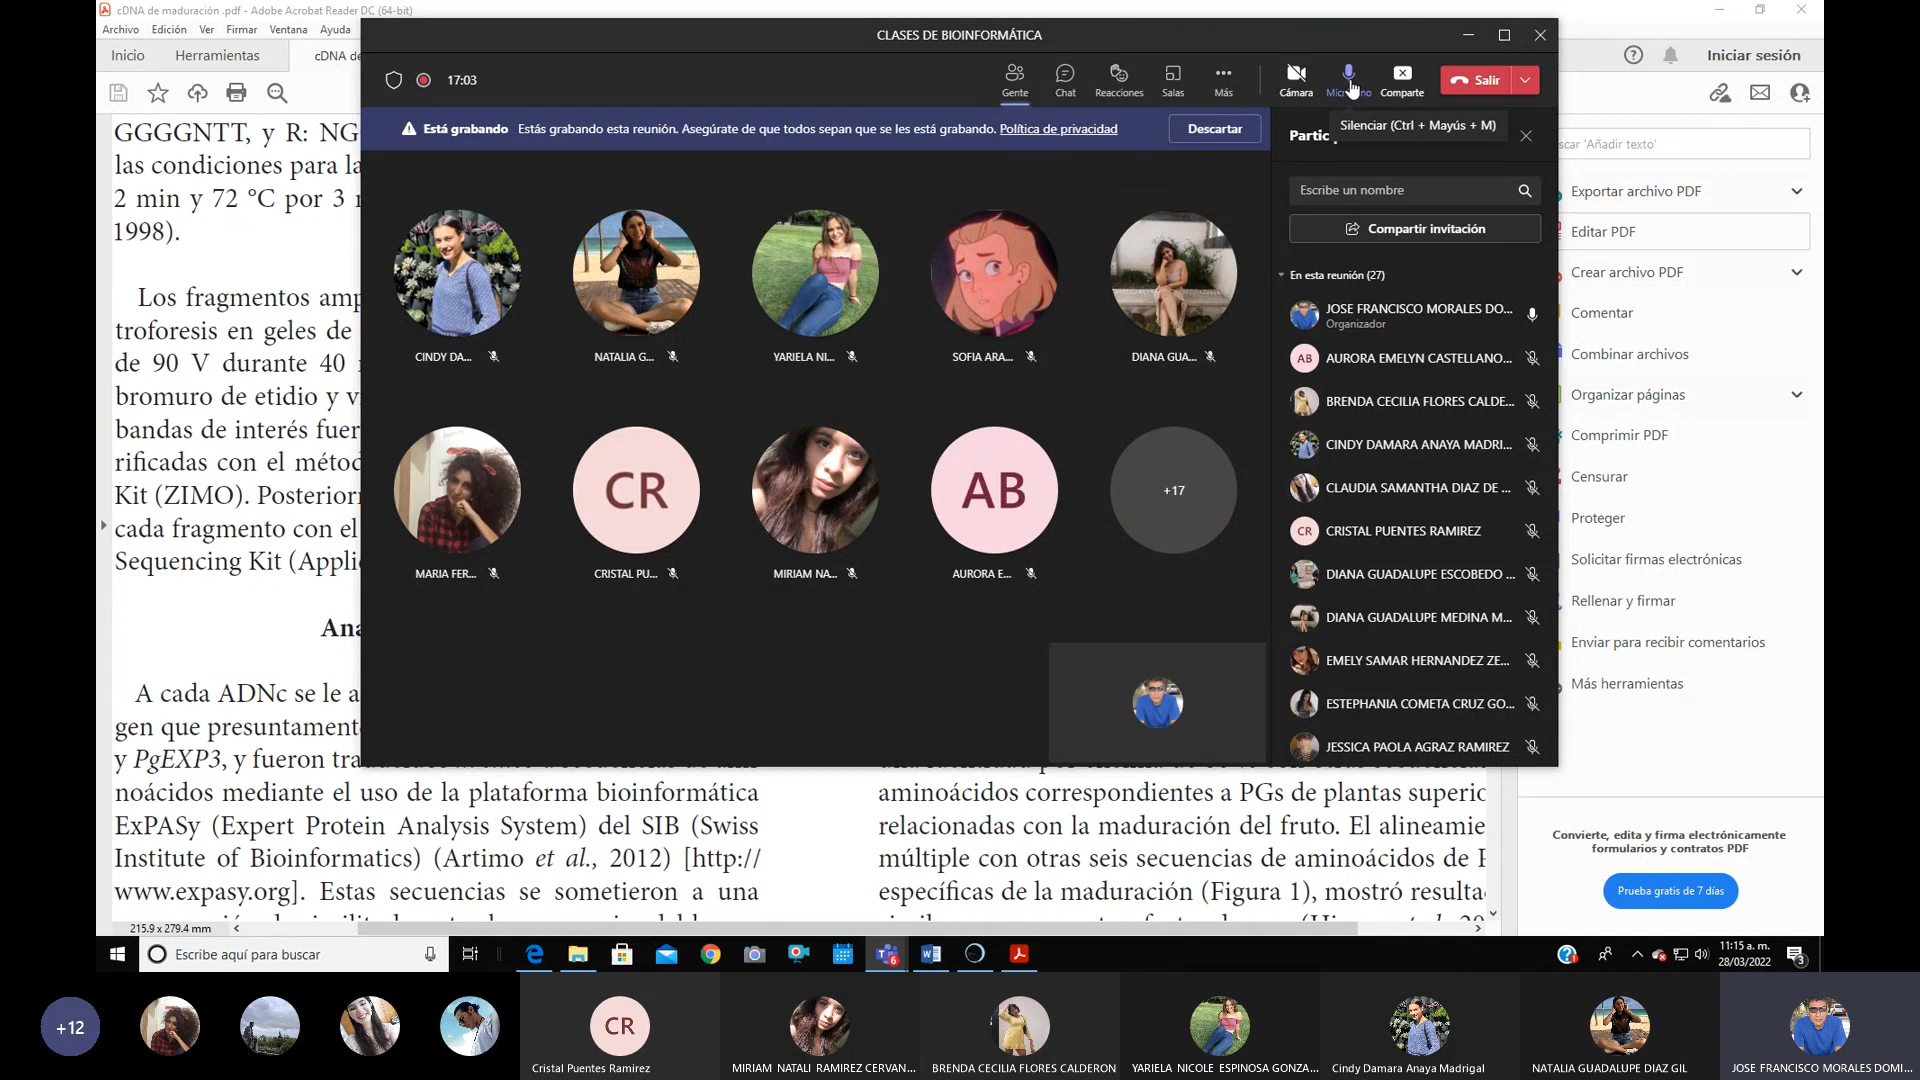 cDNA de maduración .pdf - Adobe Acrobat Reader DC (64-bit)
Archivo Edición Ver Firmar Ventana Ayuda
Inicio Herramientas cDNA de
Iniciar sesión
GGGGNTT, y R: NG
las condiciones para la
2 min y 72 °C por 3
1998).
Los fragmentos amp
troforesis en geles de
de 90 V durante 40
bromuro de etidio y v
bandas de interés fuer
rificadas con el métod
Kit (ZIMO). Posterior
cada fragmento con el
Sequencing Kit (Appli
Ana
A cada ADNc se le a
gen que presuntament
y PgEXP3, y fueron tra
noácidos mediante el uso de la plataforma bioinformática
ExPASy (Expert Protein Analysis System) del SIB (Swiss
Institute of Bioinformatics) (Artimo et al., 2012) [http://
www.expasy.org]. Estas secuencias se sometieron a una
aminoácidos correspondientes a PGs de plantas superio
relacionadas con la maduración del fruto. El alineamie
múltiple con otras seis secuencias de aminoácidos de P
específicas de la maduración (Figura 1), mostró resulta
215.9 x 279.4 mm
CLASES DE BIOINFORMÁTICA
17:03
Gente
Chat
Reacciones
Salas
Más
Cámara
Comparte
Salir
Está grabando Estás grabando esta reunión. Asegúrate de que todos sepan que se les está grabando. Política de privacidad
Descartar
Silenciar (Ctrl + Mayús + M)
Partic
Escribe un nombre
Compartir invitación
En esta reunión (27)
JOSE FRANCISCO MORALES DO...
Organizador
AB AURORA EMELYN CASTELLANO...
BRENDA CECILIA FLORES CALDE...
CINDY DAMARA ANAYA MADRI...
CLAUDIA SAMANTHA DIAZ DE ...
CR CRISTAL PUENTES RAMIREZ
DIANA GUADALUPE ESCOBEDO ...
DIANA GUADALUPE MEDINA M...
EMELY SAMAR HERNANDEZ ZE...
ESTEPHANIA COMETA CRUZ GO...
JESSICA PAOLA AGRAZ RAMIREZ
CINDY DA...
NATALIA G...
YARIELA NI...
SOFIA ARA...
DIANA GUA...
CR
AB
+17
MARIA FER...
CRISTAL PU...
MIRIAM NA...
AURORA E...
car 'Añadir texto'
Exportar archivo PDF
Editar PDF
Crear archivo PDF
Comentar
Combinar archivos
Organizar páginas
Comprimir PDF
Censurar
Proteger
Solicitar firmas electrónicas
Rellenar y firmar
Enviar para recibir comentarios
Más herramientas
Convierte, edita y firma electrónicamente
formularios y contratos PDF
Prueba gratis de 7 días
Escribe aquí para buscar
6
11:15 a. m.
28/03/2022
3
+12
CR
Cristal Puentes Ramirez
MIRIAM NATALI RAMIREZ CERVAN...
BRENDA CECILIA FLORES CALDERON
YARIELA NICOLE ESPINOSA GONZA...
Cindy Damara Anaya Madrigal
NATALIA GUADALUPE DIAZ GIL
JOSE FRANCISCO MORALES DOMI...